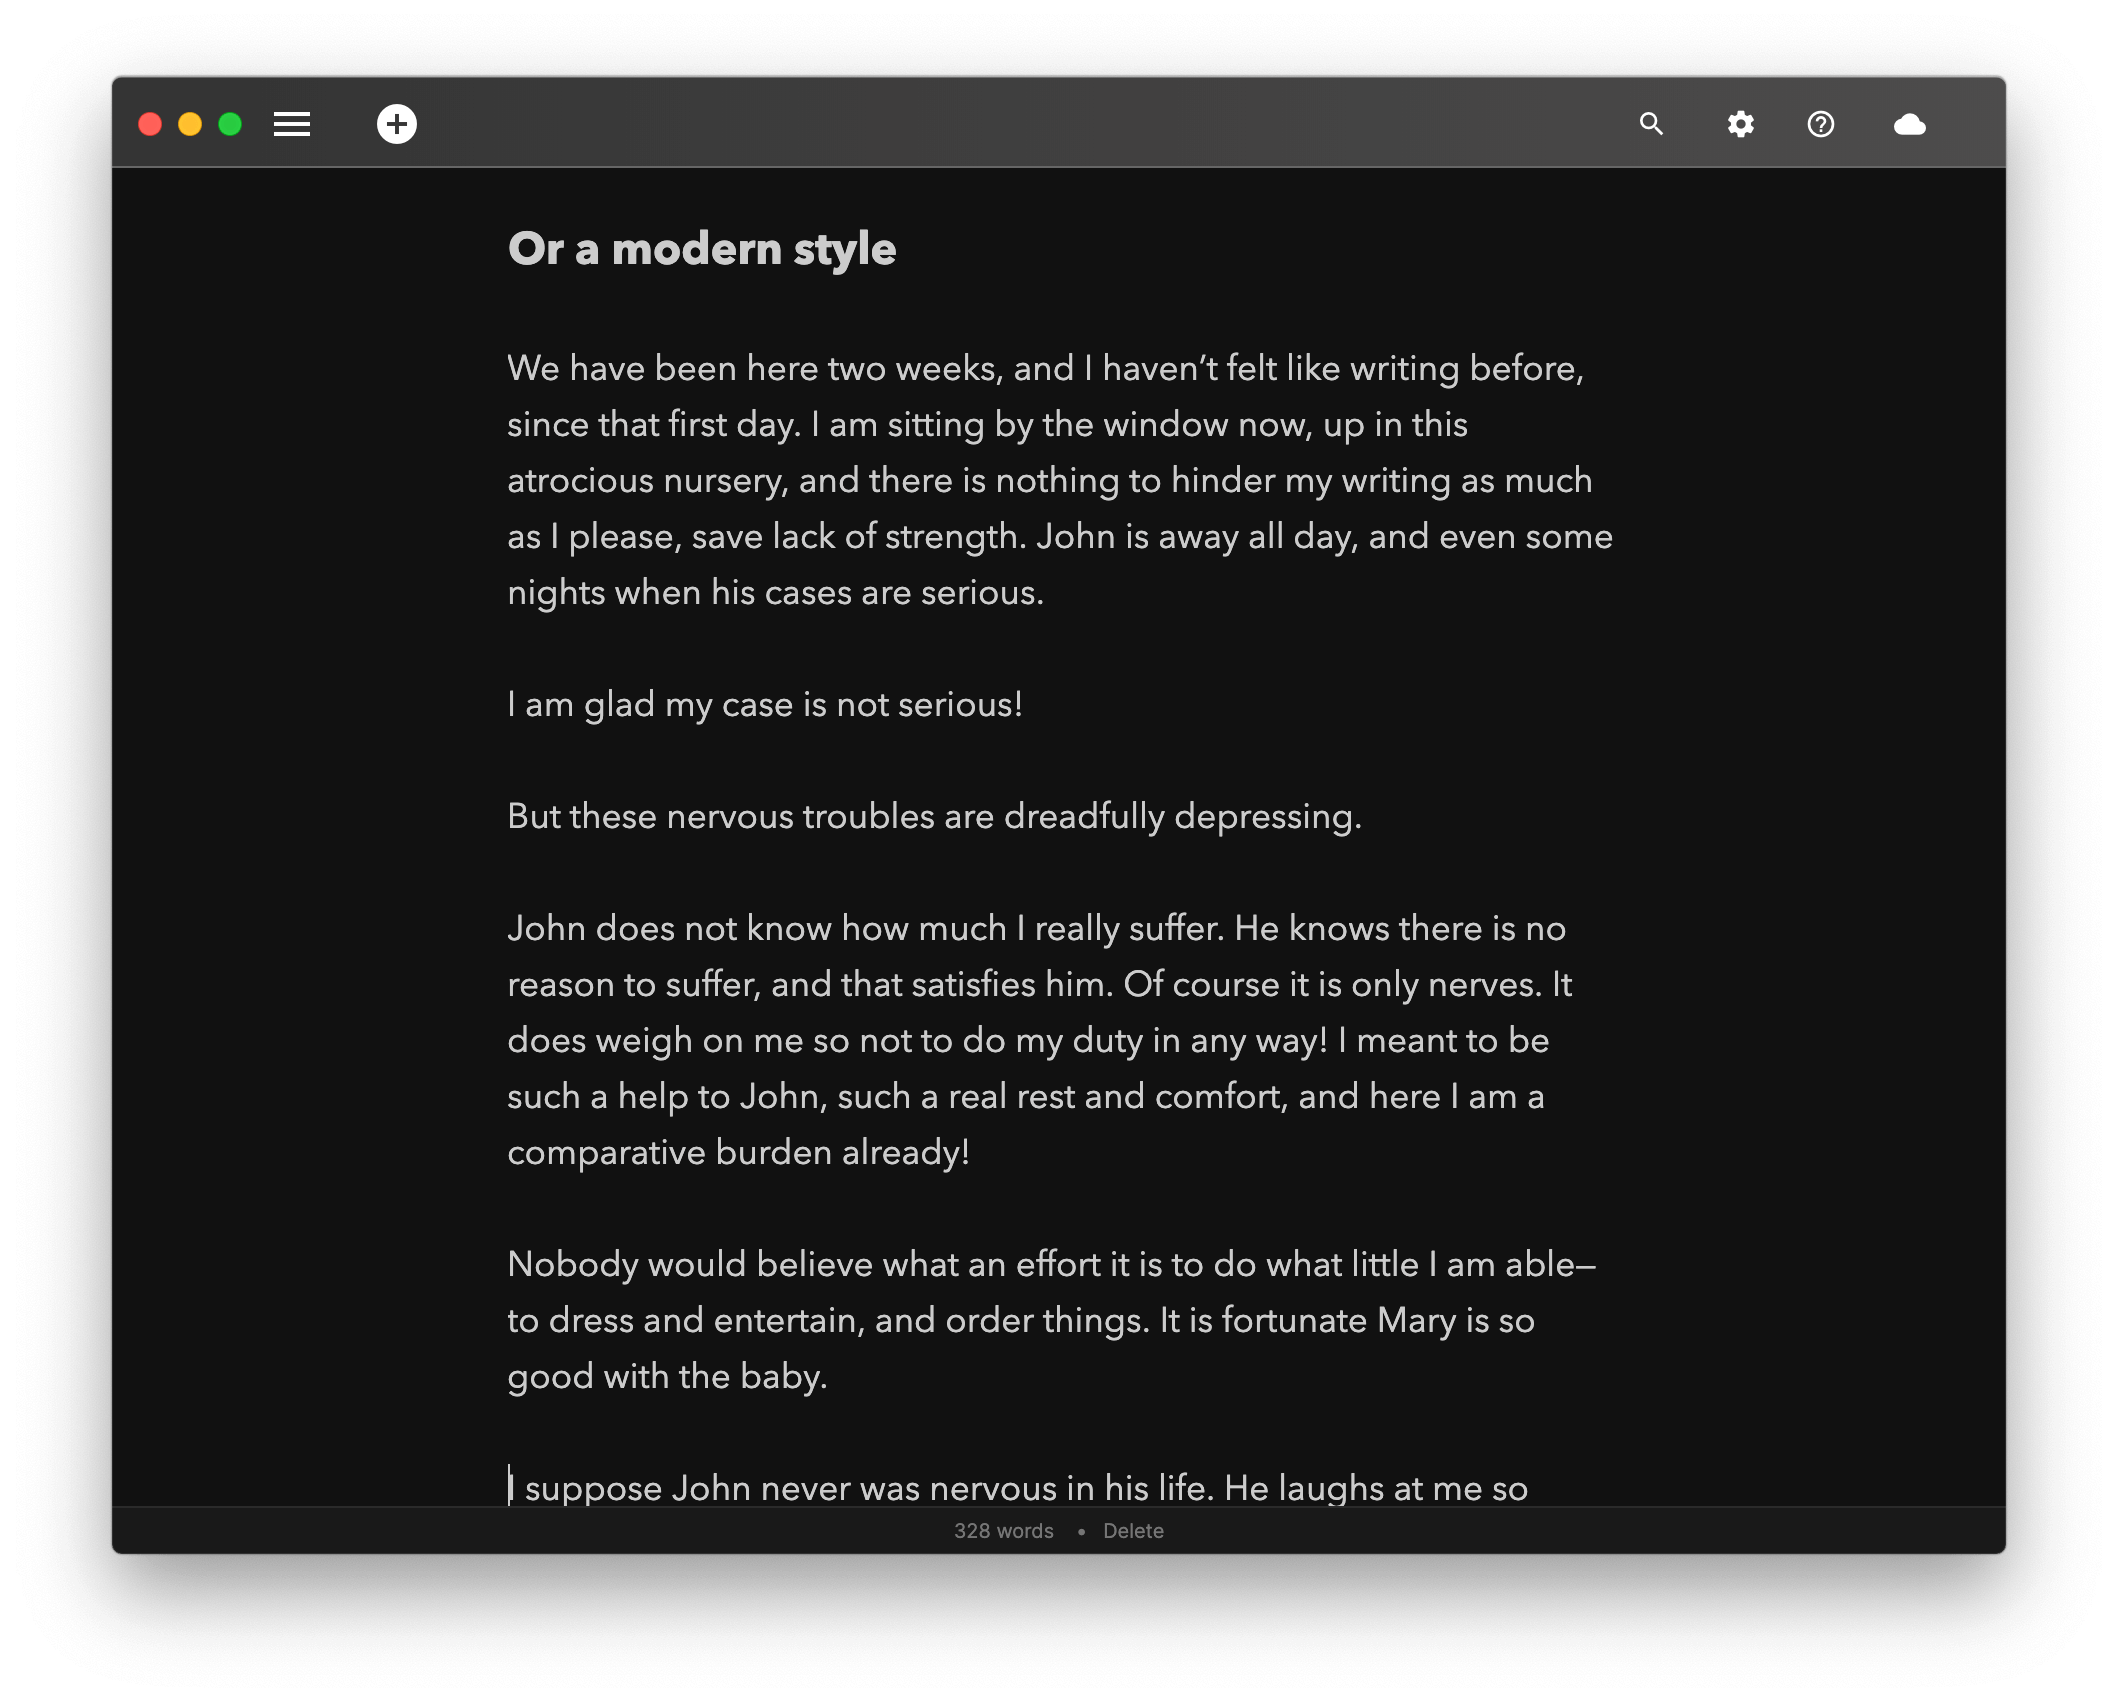 Or a modern style
We have been here two weeks, and I haven’t felt like writing before,
since that first day. I am sitting by the window now, up in this
atrocious nursery, and there is nothing to hinder my writing as much
as I please, save lack of strength. John is away all day, and even some
nights when his cases are serious.
I am glad my case is not serious!
But these nervous troubles are dreadfully depressing.
John does not know how much I really suffer. He knows there is no
reason to suffer, and that satisfies him. Of course it is only nerves. It
does weigh on me so not to do my duty in any way! I meant to be
such a help to John, such a real rest and comfort, and here I am a
comparative burden already!
Nobody would believe what an effort it is to do what little I am able—
to dress and entertain, and order things. It is fortunate Mary is so
good with the baby.
I suppose John never was nervous in his life. He laughs at me so
328 words • Delete